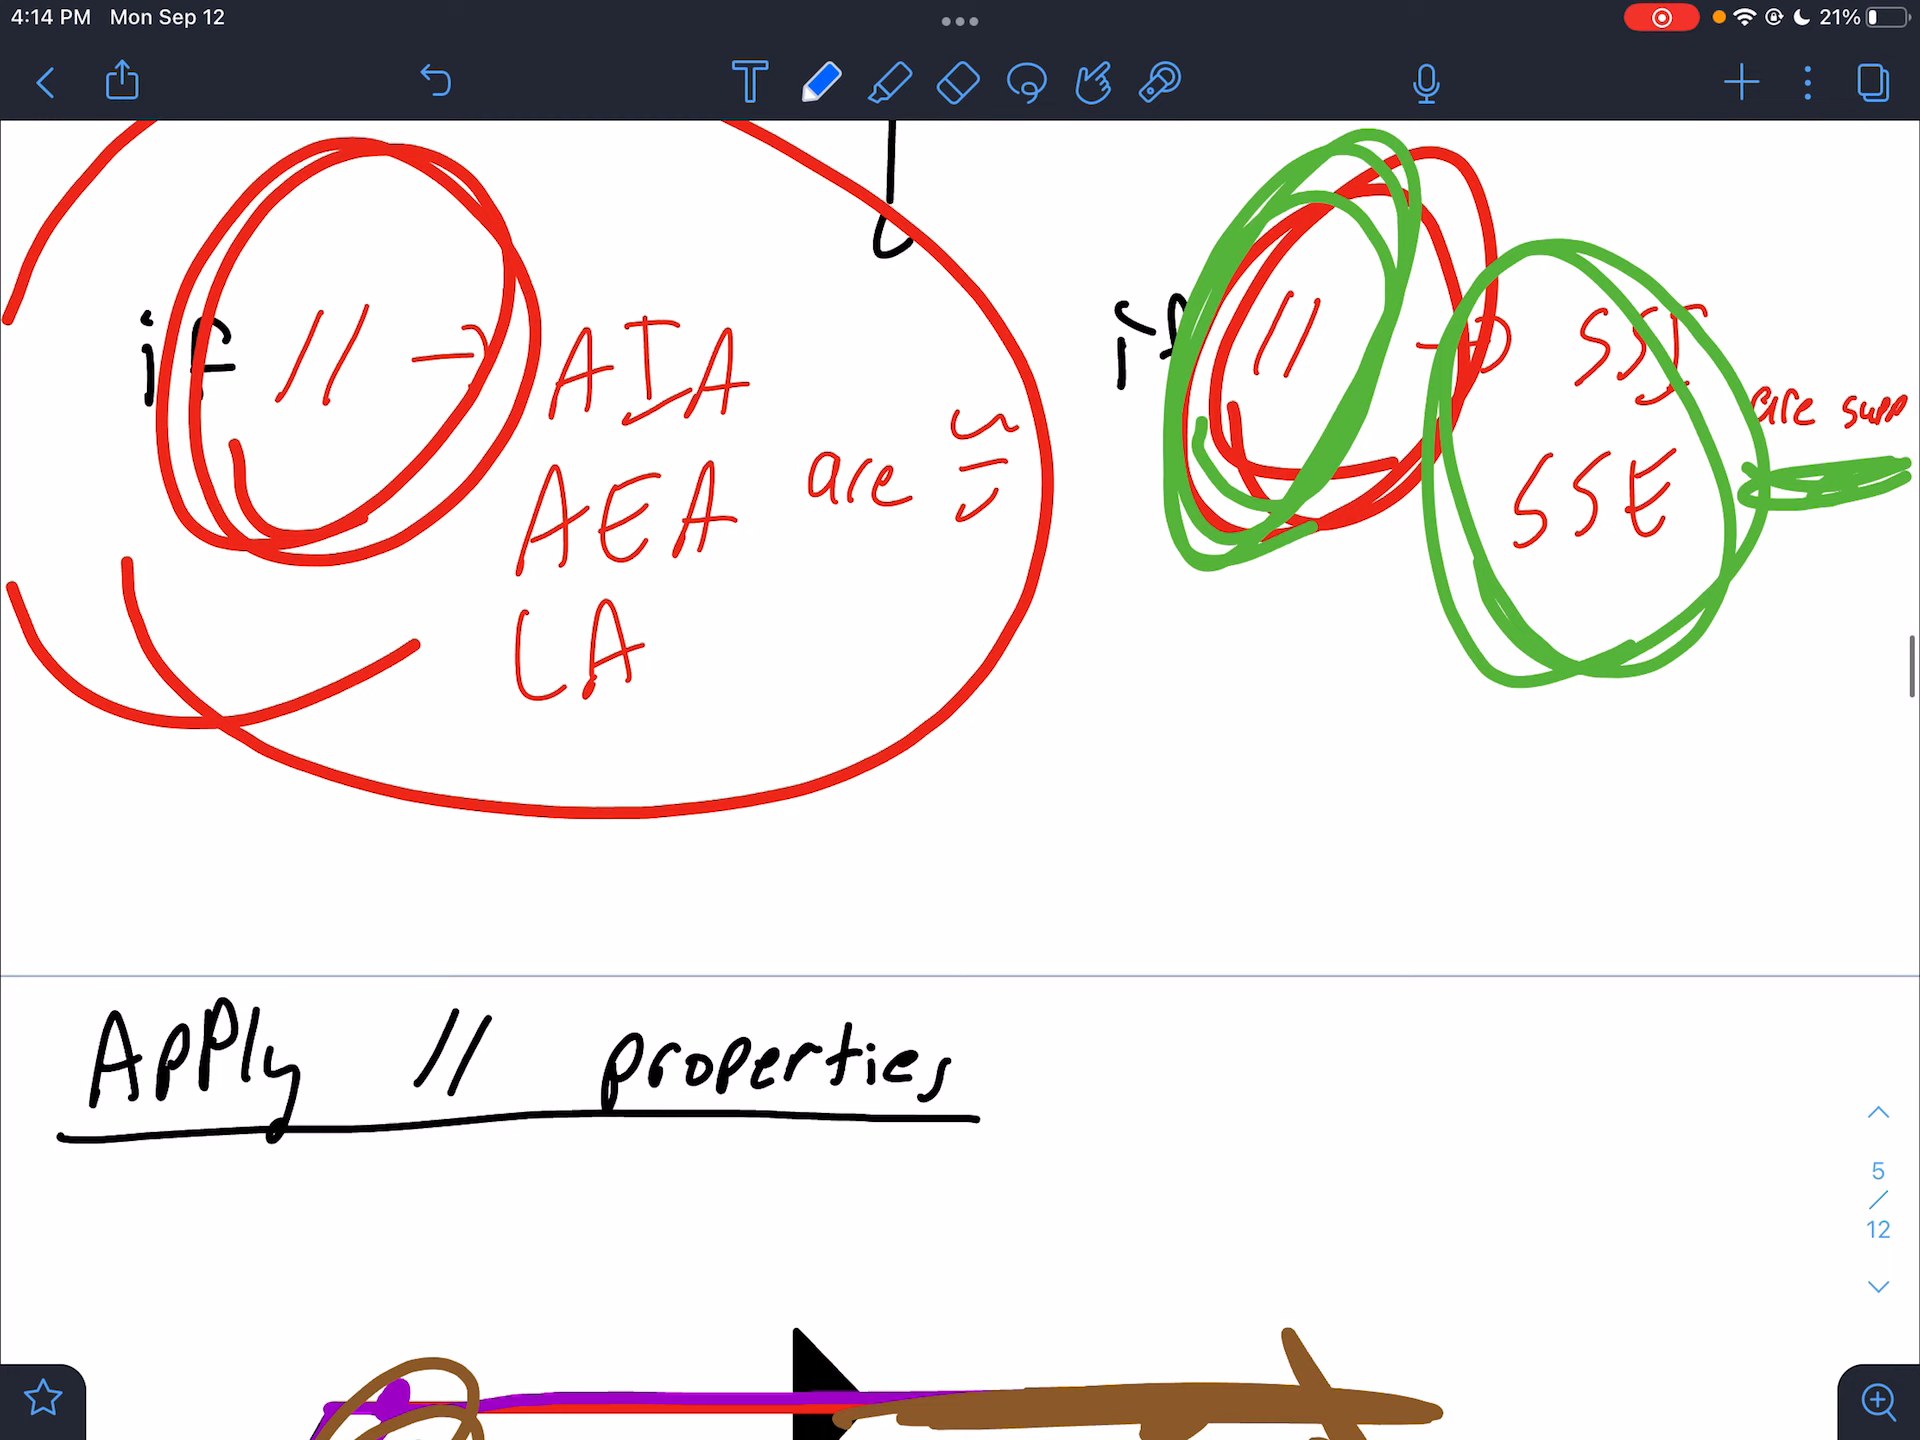 4:14 PM Mon Sep 12
21%
if // → AIA
AEA are ≅
LA
if // → SSI
are supp
SSE
Apply // properties
5
/
12